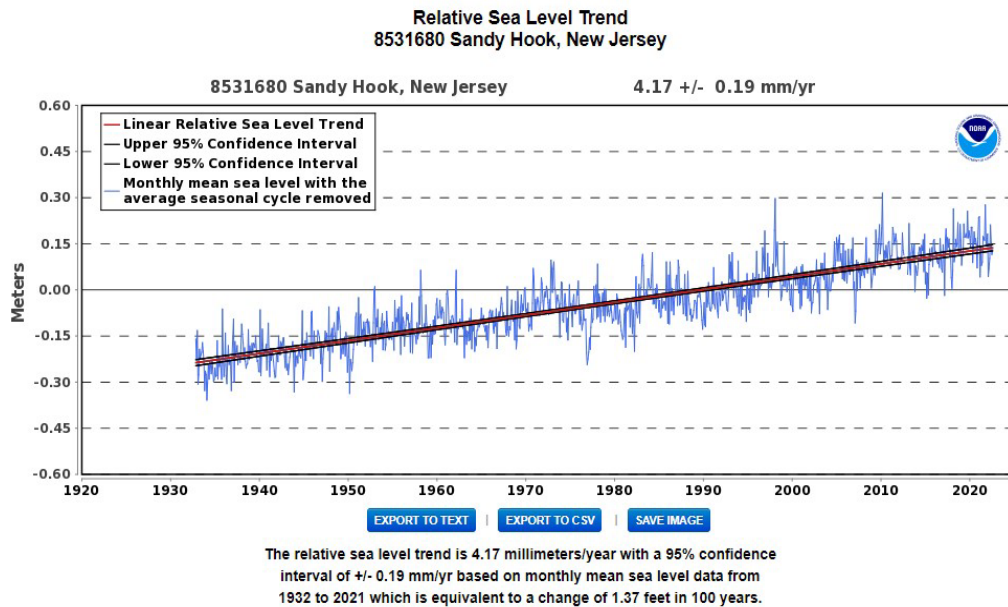 Relative Sea Level Trend
8531680 Sandy Hook, New Jersey
8531680 Sandy Hook, New Jersey 4.17 +/- 0.19 mm/yr
0.60
Linear Relative Sea Level Trend
Upper 95% Confidence Interval
Lower 95% Confidence Interval
Monthly mean sea level with the
average seasonal cycle removed
NOAA
0.45
0.30
0.15
0.00
-0.15
-0.30
-0.45
-0.60
Meters
1920 1930 1940 1950 1960 1970 1980 1990 2000 2010 2020
EXPORT TO TEXT | EXPORT TO CSV | SAVE IMAGE
The relative sea level trend is 4.17 millimeters/year with a 95% confidence
interval of +/- 0.19 mm/yr based on monthly mean sea level data from
1932 to 2021 which is equivalent to a change of 1.37 feet in 100 years.